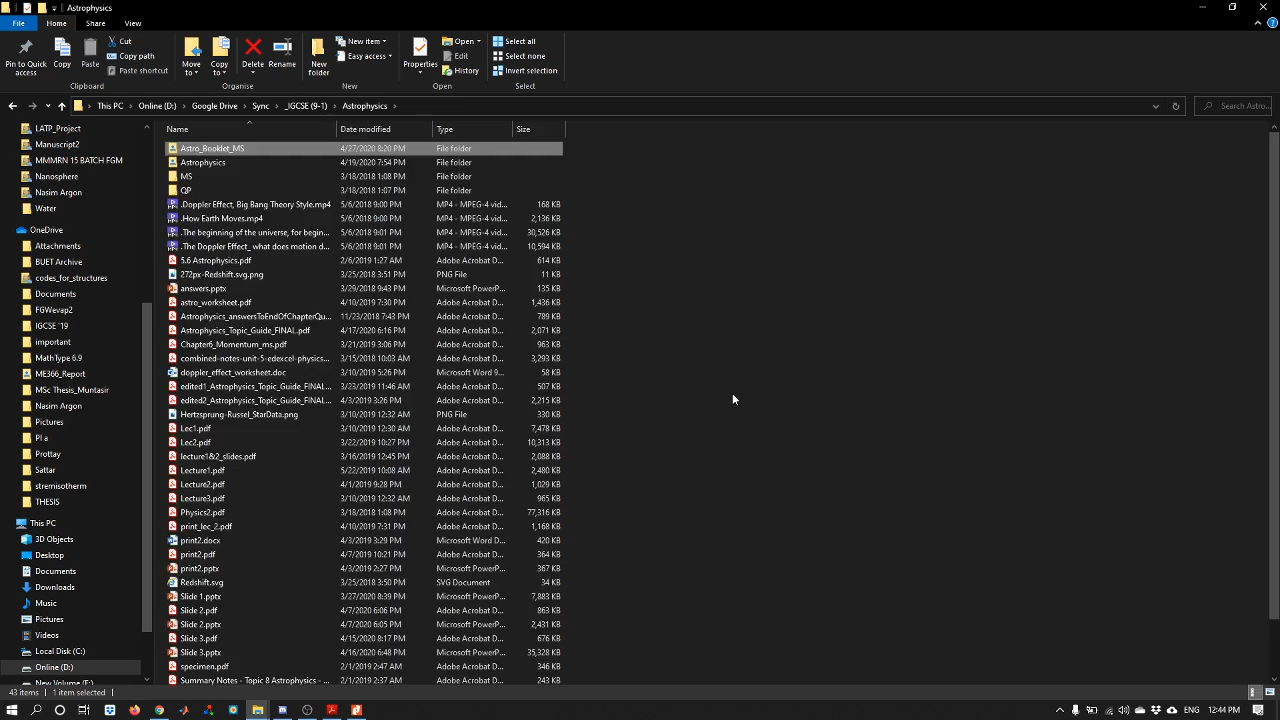 Astrophysics
File Home Share View
Pin to Quick access
Copy
Paste
Cut
Copy path
Paste shortcut
Clipboard
Move to
Copy to
Delete
Rename
Organise
New folder
New item
Easy access
New
Properties
Open
Edit
History
Open
Select all
Select none
Invert selection
Select
This PC Online (D:) Google Drive Sync _IGCSE (9-1) Astrophysics
Search Astro...
LATP_Project
Manuscript2
MMMRN 15 BATCH FGM
Nanosphere
Nasim Argon
Water
OneDrive
Attachments
BUET Archive
codes_for_structures
Documents
FGWevap2
IGCSE '19
important
MathType 6.9
ME366_Report
MSc Thesis_Muntasir
Nasim Argon
Pictures
PI a
Prottay
Sattar
stremisotherm
THESIS
This PC
3D Objects
Desktop
Documents
Downloads
Music
Pictures
Videos
Local Disk (C:)
Online (D:)
New Volume (E:)
Name Date modified Type Size
Astro_Booklet_MS 4/27/2020 8:20 PM File folder
Astrophysics 4/19/2020 7:54 PM File folder
MS 3/18/2018 1:08 PM File folder
QP 3/18/2018 1:07 PM File folder
.Doppler Effect, Big Bang Theory Style.mp4 5/6/2018 9:00 PM MP4 - MPEG-4 vid... 168 KB
.How Earth Moves.mp4 5/6/2018 9:00 PM MP4 - MPEG-4 vid... 2,136 KB
.The beginning of the universe, for begin... 5/6/2018 9:01 PM MP4 - MPEG-4 vid... 30,526 KB
.The Doppler Effect_ what does motion d... 5/6/2018 9:01 PM MP4 - MPEG-4 vid... 10,594 KB
5.6 Astrophysics.pdf 2/6/2019 1:27 AM Adobe Acrobat D... 614 KB
272px-Redshift.svg.png 3/25/2018 3:51 PM PNG File 11 KB
answers.pptx 3/29/2018 9:43 PM Microsoft PowerP... 135 KB
astro_worksheet.pdf 4/10/2019 7:30 PM Adobe Acrobat D... 1,436 KB
Astrophysics_answersToEndOfChapterQu... 11/23/2018 7:43 PM Adobe Acrobat D... 789 KB
Astrophysics_Topic_Guide_FINAL.pdf 4/17/2020 6:16 PM Adobe Acrobat D... 2,071 KB
Chapter6_Momentum_ms.pdf 3/21/2019 3:06 PM Adobe Acrobat D... 963 KB
combined-notes-unit-5-edexcel-physics... 3/15/2018 10:03 AM Adobe Acrobat D... 3,293 KB
doppler_effect_worksheet.doc 3/10/2019 5:26 PM Microsoft Word 9... 58 KB
edited1_Astrophysics_Topic_Guide_FINAL... 3/23/2019 11:46 AM Adobe Acrobat D... 507 KB
edited2_Astrophysics_Topic_Guide_FINAL... 4/3/2019 3:26 PM Adobe Acrobat D... 2,215 KB
Hertzsprung-Russel_StarData.png 3/10/2019 12:32 AM PNG File 330 KB
Lec1.pdf 3/10/2019 12:30 AM Adobe Acrobat D... 7,478 KB
Lec2.pdf 3/22/2019 10:27 PM Adobe Acrobat D... 10,313 KB
lecture1&2_slides.pdf 3/16/2019 12:45 PM Adobe Acrobat D... 2,088 KB
Lecture1.pdf 5/22/2019 10:08 AM Adobe Acrobat D... 2,480 KB
Lecture2.pdf 4/1/2019 9:28 PM Adobe Acrobat D... 1,029 KB
Lecture3.pdf 3/10/2019 12:32 AM Adobe Acrobat D... 965 KB
Physics2.pdf 3/18/2018 1:08 PM Adobe Acrobat D... 77,316 KB
print_lec_2.pdf 4/10/2019 7:31 PM Adobe Acrobat D... 1,168 KB
print2.docx 4/3/2019 3:29 PM Microsoft Word D... 420 KB
print2.pdf 4/7/2019 10:21 PM Adobe Acrobat D... 364 KB
print2.pptx 4/3/2019 2:27 PM Microsoft PowerP... 364 KB
Redshift.svg 3/25/2018 3:50 PM SVG Document 34 KB
Slide 1.pptx 3/27/2020 8:39 PM Microsoft PowerP... 7,883 KB
Slide 2.pdf 4/7/2020 6:06 PM Adobe Acrobat D... 863 KB
Slide 2.pptx 4/7/2020 6:05 PM Microsoft PowerP... 2,431 KB
Slide 3.pdf 4/15/2020 8:17 PM Adobe Acrobat D... 676 KB
Slide 3.pptx 4/16/2020 6:48 PM Microsoft PowerP... 35,328 KB
specimen.pdf 2/1/2019 2:47 AM Adobe Acrobat D... 346 KB
Summary Notes - Topic 8 Astrophysics - ... 2/1/2019 2:37 AM Adobe Acrobat D... 243 KB
43 items 1 item selected
12:44 PM